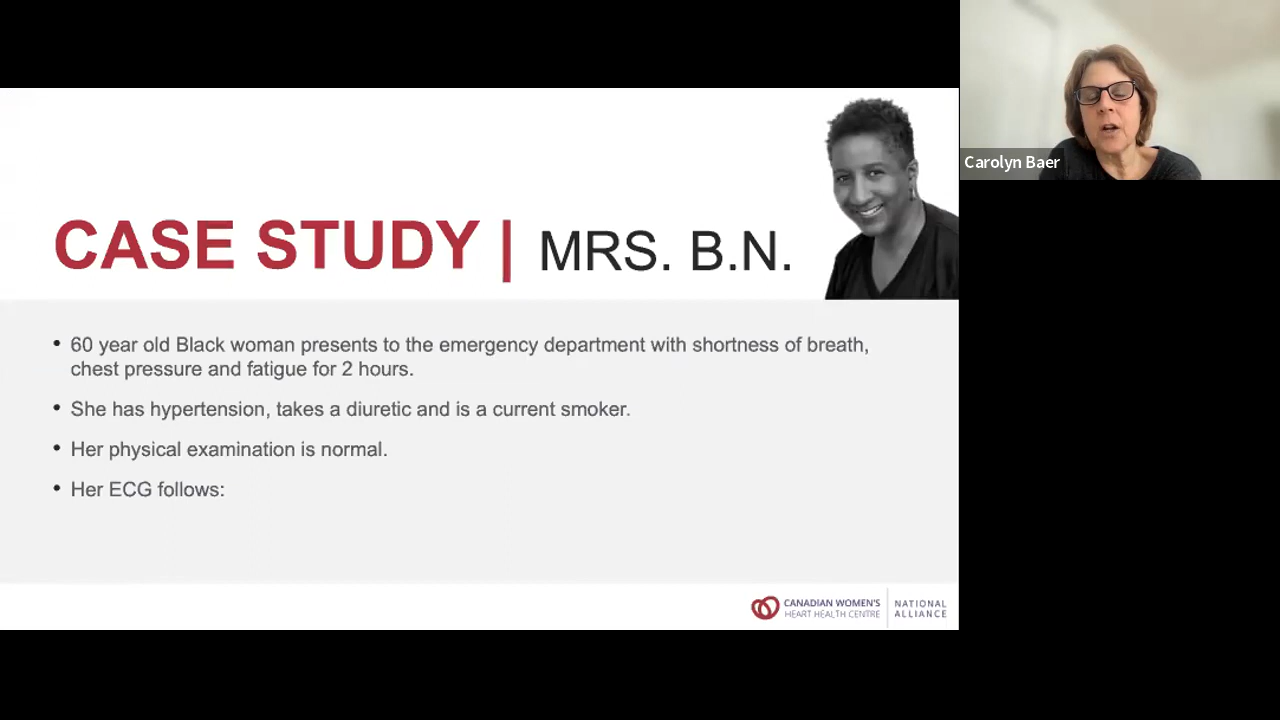 Carolyn Baer
CASE STUDY | MRS. B.N.
• 60 year old Black woman presents to the emergency department with shortness of breath,
chest pressure and fatigue for 2 hours.
• She has hypertension, takes a diuretic and is a current smoker.
• Her physical examination is normal.
• Her ECG follows:
CANADIAN WOMEN'S
HEART HEALTH CENTRE
NATIONAL
ALLIANCE